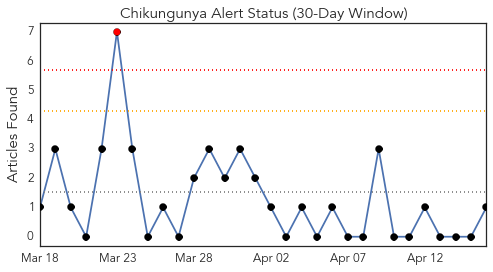 Chikungunya Alert Status (30-Day Window)
Articles Found
7
6
5
4
3
2
1
0
Mar 18 Mar 23 Mar 28 Apr 02 Apr 07 Apr 12